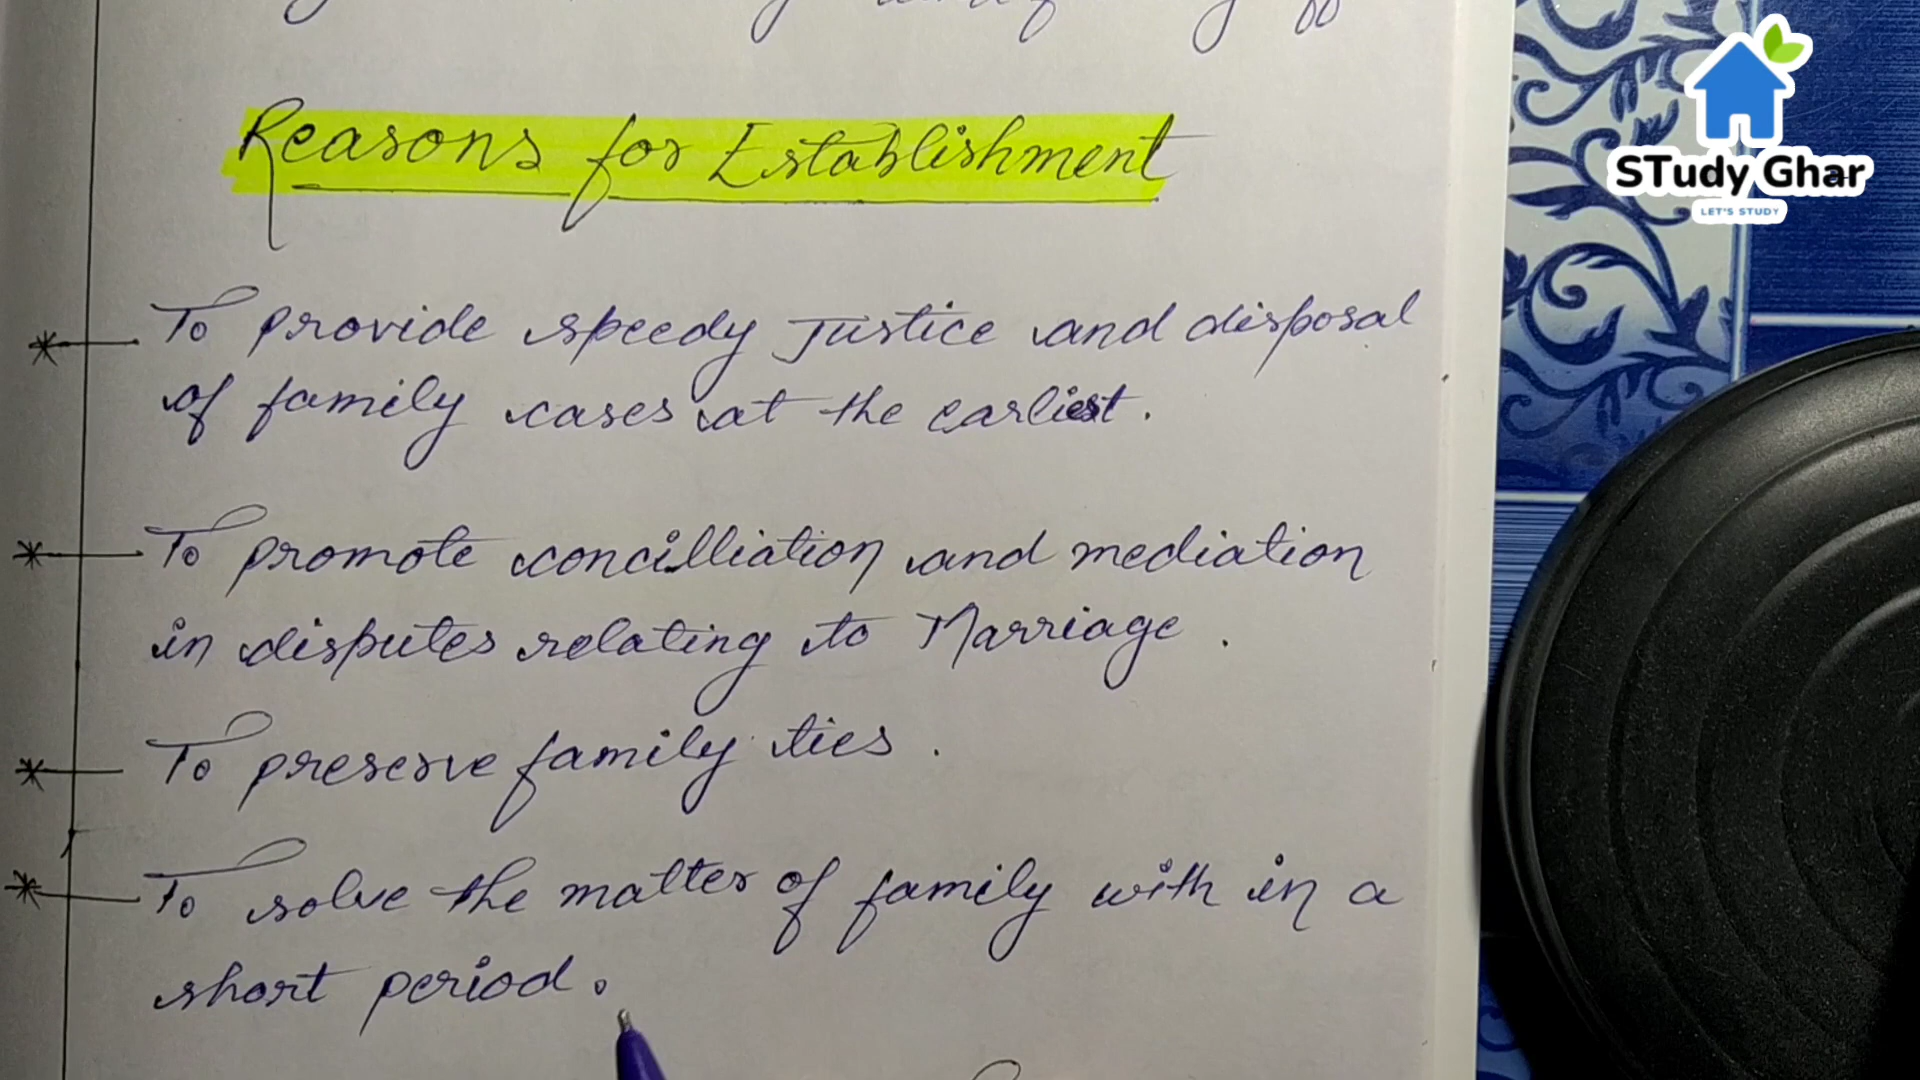 Reasons for Establishment
To provide speedy Justice and disposal
of family cases at the earliest.
To promote concilliation and mediation
in disputes relating to Marriage.
To preserve family ties.
To solve the matter of family with in a
short period.
STudy Ghar
LET'S STUDY